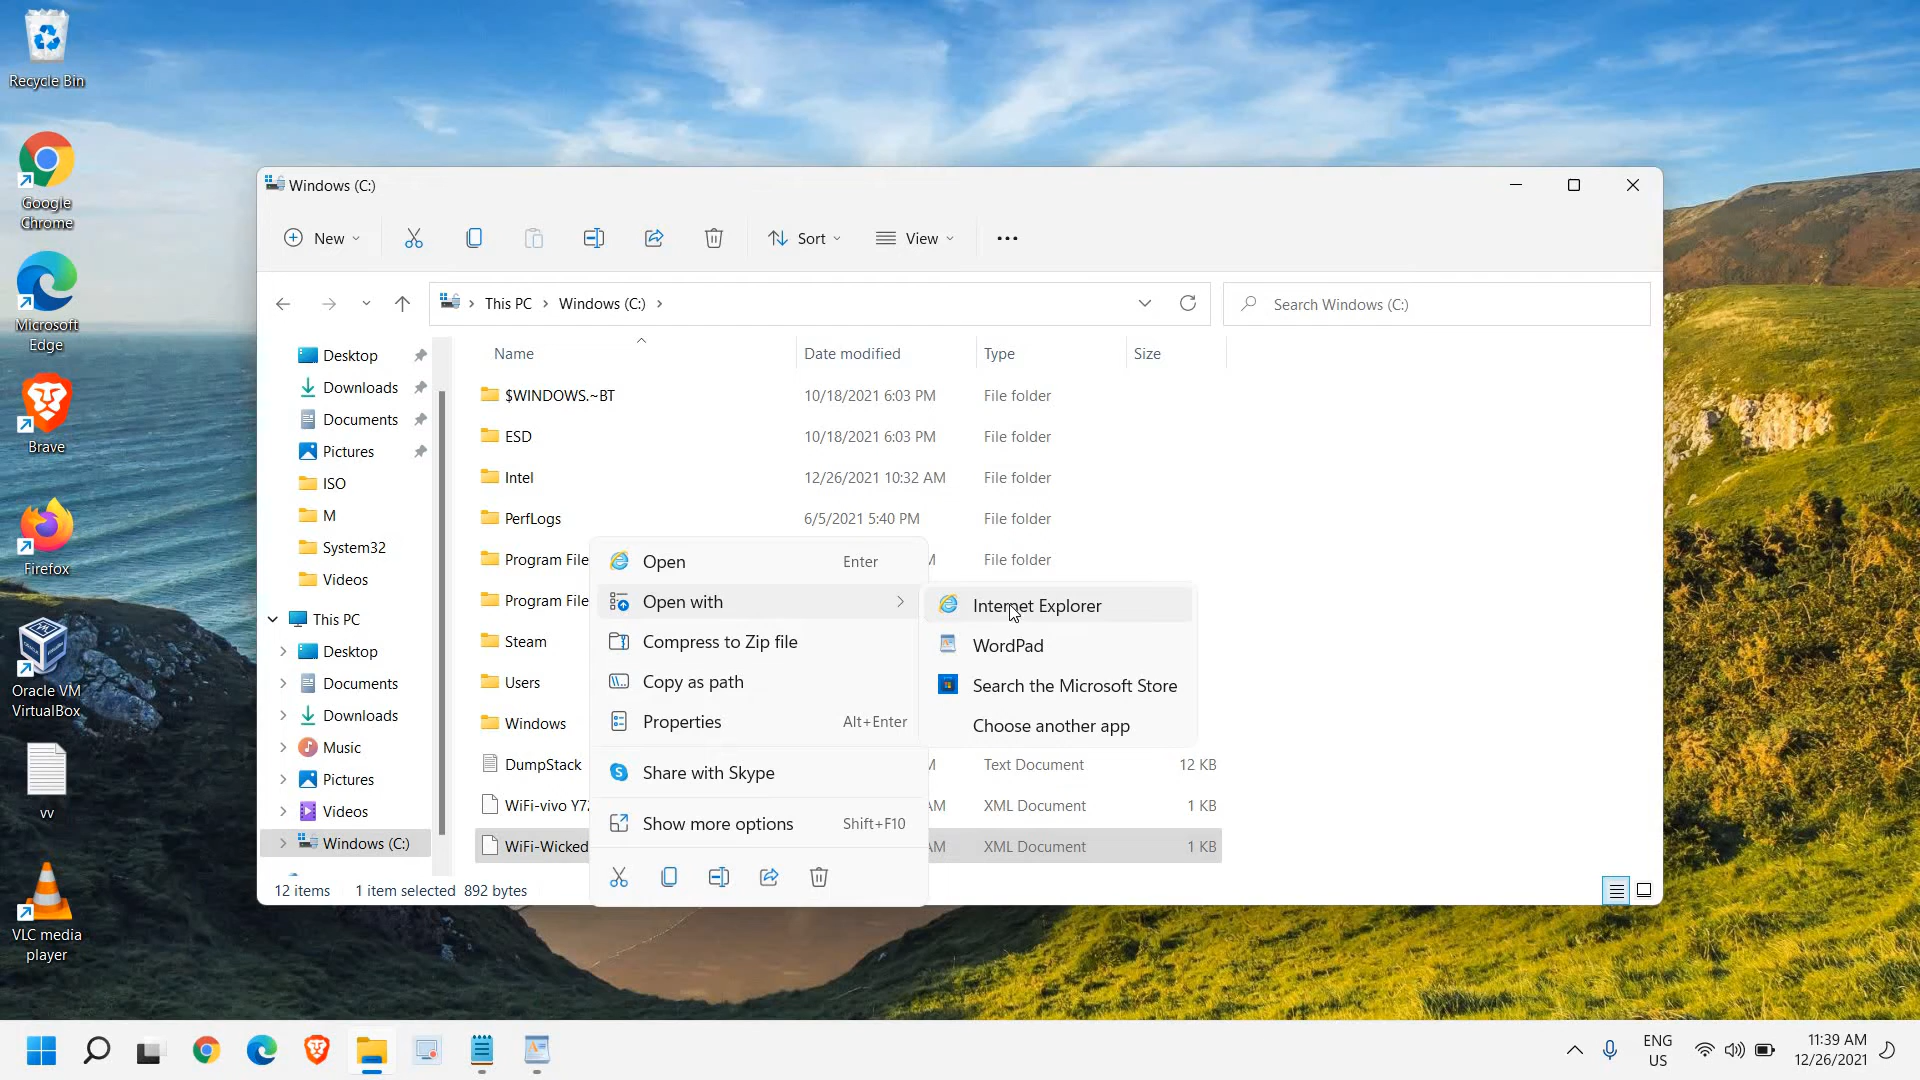 Recycle Bin
Google
Chrome
Microsoft
Edge
Brave
Firefox
Oracle VM
VirtualBox
vv
VLC media
player
Windows (C:)
New
Sort
View
This PC
Windows (C:)
Search Windows (C:)
Desktop
Downloads
Documents
Pictures
ISO
M
System32
Videos
This PC
Desktop
Documents
Downloads
Music
Pictures
Videos
Windows (C:)
Name Date modified Type Size
$WINDOWS.~BT 10/18/2021 6:03 PM File folder
ESD 10/18/2021 6:03 PM File folder
Intel 12/26/2021 10:32 AM File folder
PerfLogs 6/5/2021 5:40 PM File folder
Program File File folder
Program File
Steam
Users
Windows
DumpStack Text Document 12 KB
WiFi-vivo AM XML Document 1 KB
WiFi-Wicked AM XML Document 1 KB
Open Enter
Open with
Compress to Zip file
Copy as path
Properties Alt+Enter
Share with Skype
Show more options Shift+F10
Internet Explorer
WordPad
Search the Microsoft Store
Choose another app
12 items 1 item selected 892 bytes
ENG
US
11:39 AM
12/26/2021